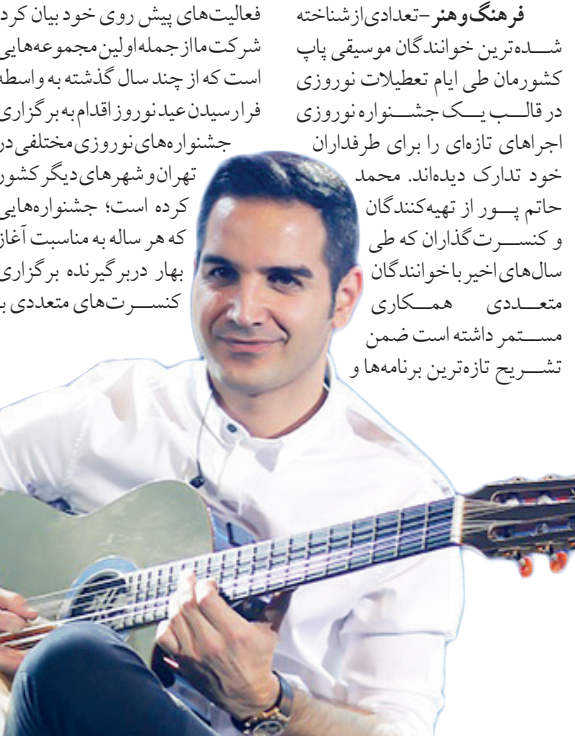 فرهنگ و هنر – تعدادی از شناخته
شده‌ترین خوانندگان موسیقی پاپ
کشورمان طی ایام تعطیلات نوروزی
در قالب یک جشنواره نوروزی
اجراهای تازه‌ای را برای طرفداران
خود تدارک دیده‌اند. محمد
حاتم پور از تهیه‌کنندگان
و کنسرت‌گذاران که طی
سال‌های اخیر با خوانندگان
متعددی همکاری
مستمر داشته است ضمن
تشریح تازه‌ترین برنامه‌ها و
فعالیت‌های پیش روی خود بیان کرد:
شرکت ما از جمله اولین مجموعه‌هایی
است که از چند سال گذشته به واسطه
فرا رسیدن عید نوروز اقدام به برگزاری
جشنواره‌های نوروزی مختلفی در
تهران و شهرهای دیگر کشور
کرده است؛ جشنواره‌هایی
که هر ساله به مناسبت آغاز
بهار دربرگیرنده برگزاری
کنسرت‌های متعددی